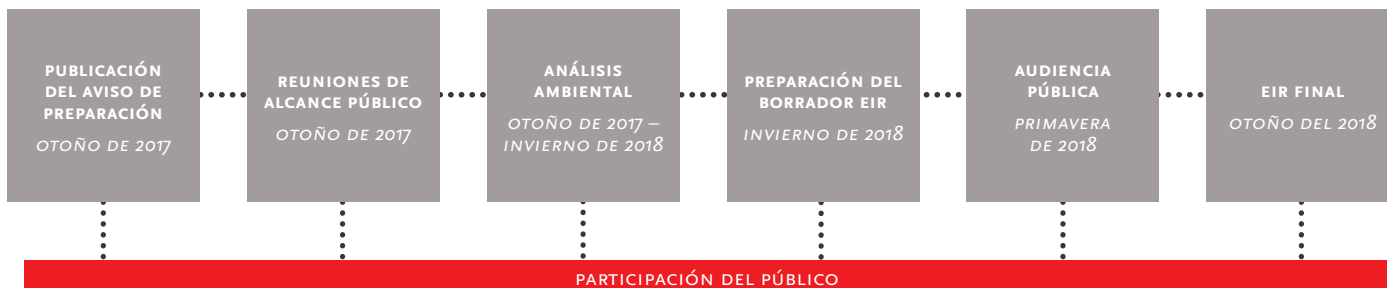 PUBLICACIÓN
DEL AVISO DE
PREPARACIÓN
OTOÑO DE 2017
REUNIONES DE
ALCANCE PÚBLICO
OTOÑO DE 2017
ANÁLISIS
AMBIENTAL
OTOÑO DE 2017 –
INVIERNO DE 2018
PREPARACIÓN DEL
BORRADOR EIR
INVIERNO DE 2018
AUDIENCIA
PÚBLICA
PRIMAVERA
DE 2018
EIR FINAL
OTOÑO DEL 2018
PARTICIPACIÓN DEL PÚBLICO